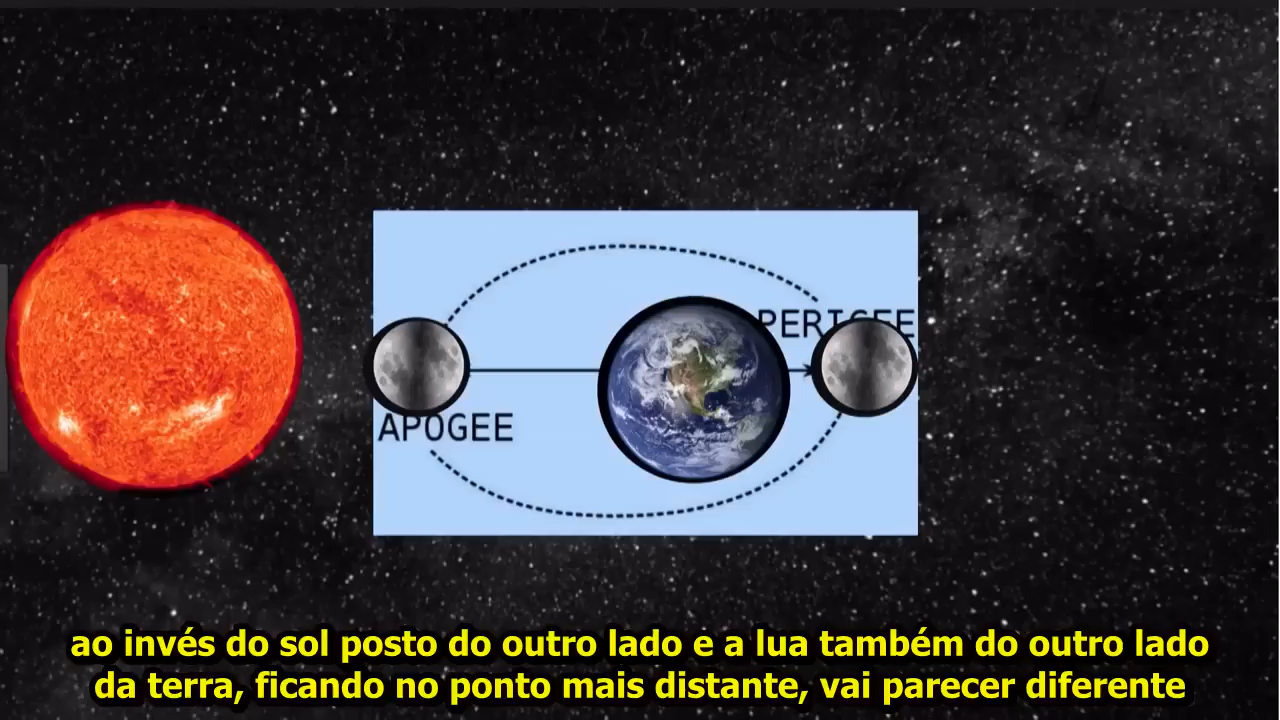 PERIGEE
APOGEE
ao invés do sol posto do outro lado e a lua também do outro lado
da terra, ficando no ponto mais distante, vai parecer diferente